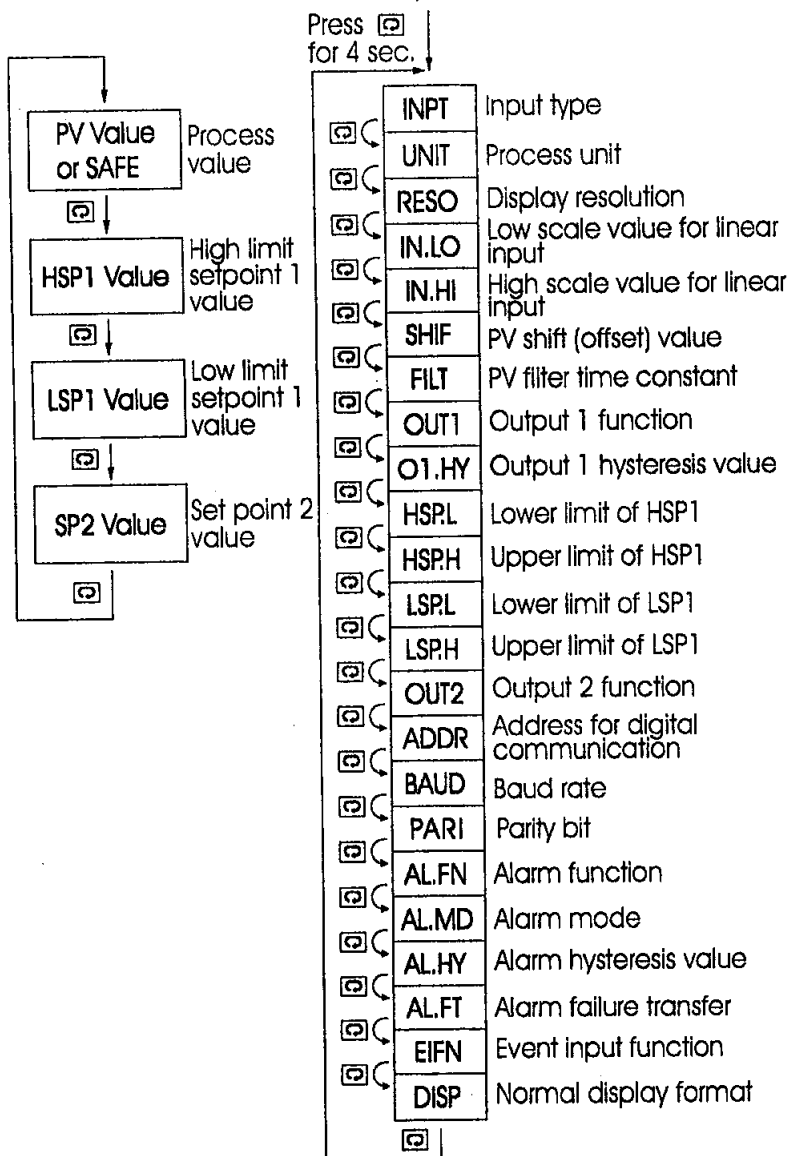 Press
for 4 sec.
PV Value
or SAFE
Process
value
HSP1 Value
High limit
setpoint 1
value
LSP1 Value
Low limit
setpoint 1
value
SP2 Value
Set point 2
value
INPT Input type
UNIT Process unit
RESO Display resolution
IN.LO Low scale value for linear
input
IN.HI High scale value for linear
input
SHIF PV shift (offset) value
FILT PV filter time constant
OUT1 Output 1 function
O1.HY Output 1 hysteresis value
HSP.L Lower limit of HSP1
HSP.H Upper limit of HSP1
LSP.L Lower limit of LSP1
LSP.H Upper limit of LSP1
OUT2 Output 2 function
ADDR Address for digital
communication
BAUD Baud rate
PARI Parity bit
AL.FN Alarm function
AL.MD Alarm mode
AL.HY Alarm hysteresis value
AL.FT Alarm failure transfer
EIFN Event input function
DISP Normal display format